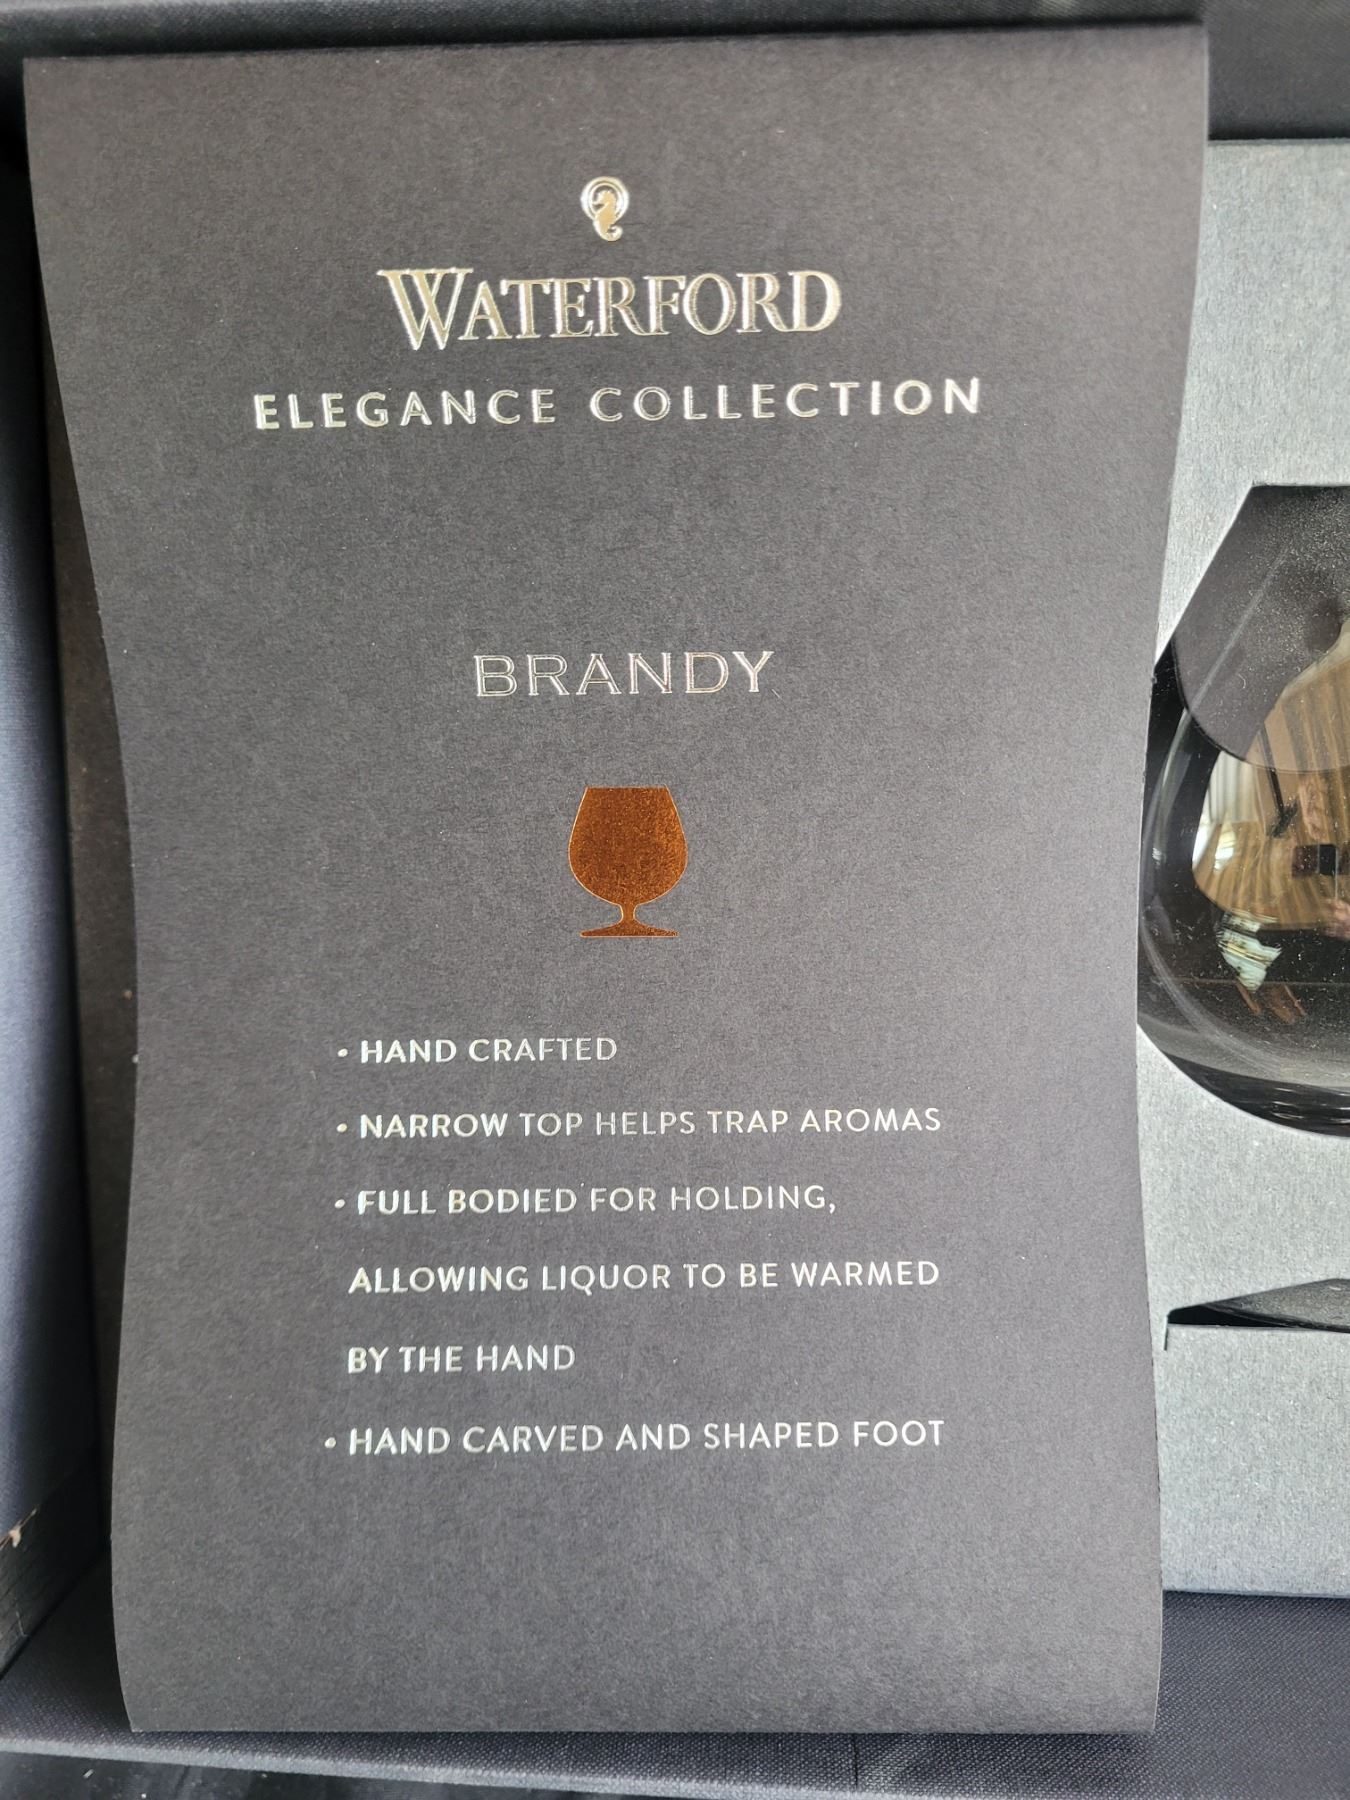 WATERFORD
ELEGANCE COLLECTION
BRANDY
• HAND CRAFTED
• NARROW TOP HELPS TRAP AROMAS
• FULL BODIED FOR HOLDING,
ALLOWING LIQUOR TO BE WARMED
BY THE HAND
• HAND CARVED AND SHAPED FOOT